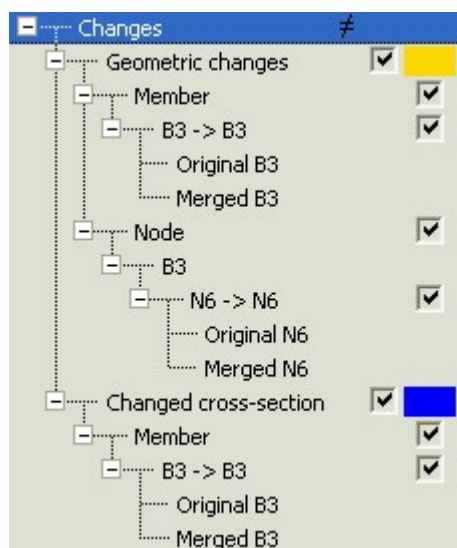 Changes ≠
Geometric changes
Member
B3 -> B3
Original B3
Merged B3
Node
B3
N6 -> N6
Original N6
Merged N6
Changed cross-section
Member
B3 -> B3
Original B3
Merged B3